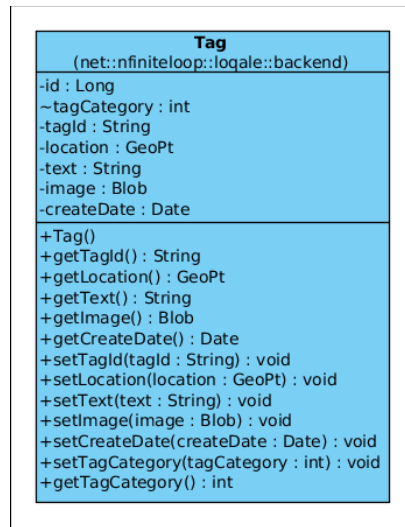 Tag
(net::nfiniteloop::loqale::backend)
-id : Long
~tagCategory : int
-tagId : String
-location : GeoPt
-text : String
-image : Blob
-createDate : Date
+Tag()
+getTagId() : String
+getLocation() : GeoPt
+getText() : String
+getImage() : Blob
+getCreateDate() : Date
+setTagId(tagId : String) : void
+setLocation(location : GeoPt) : void
+setText(text : String) : void
+setImage(image : Blob) : void
+setCreateDate(createDate : Date) : void
+setTagCategory(tagCategory : int) : void
+getTagCategory() : int